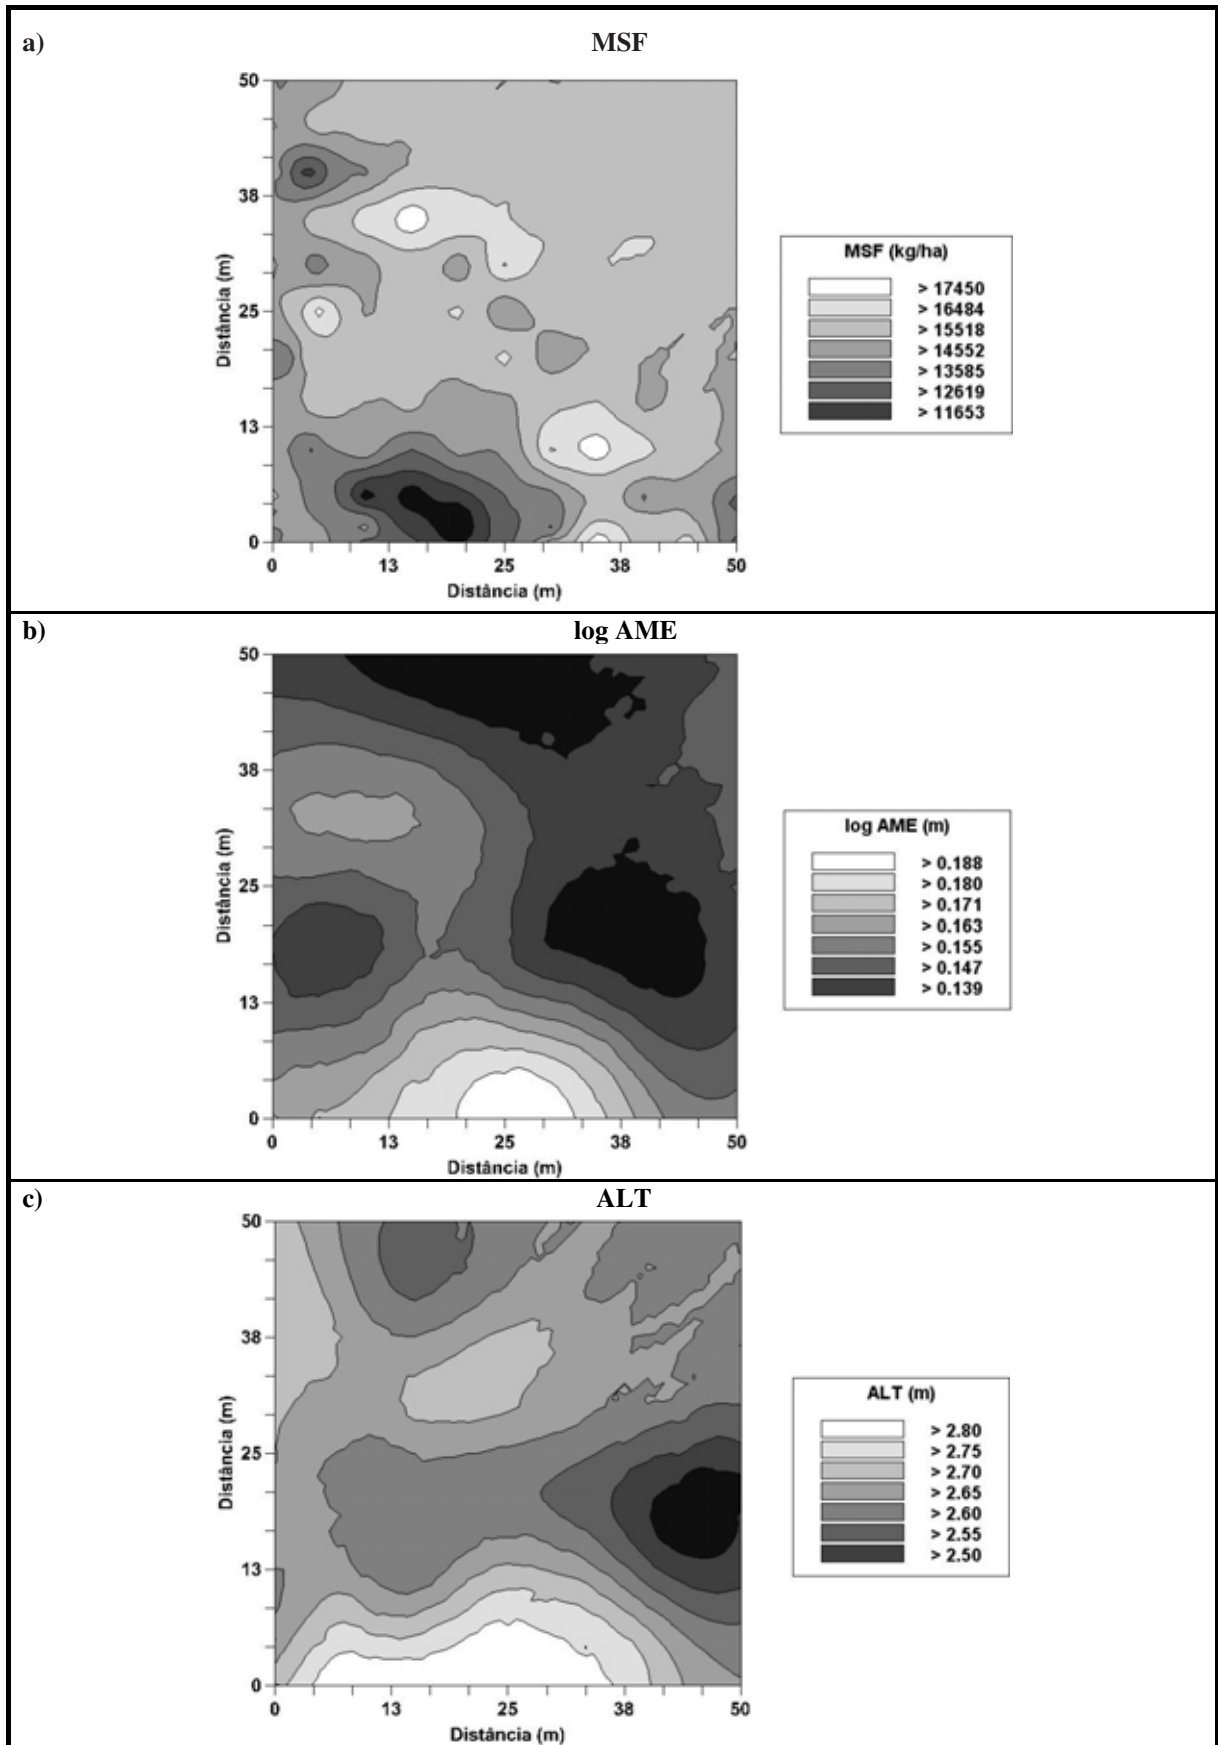 a)
MSF
50
38
25
13
0
Distância (m)
0 13 25 38 50
Distância (m)
MSF (kg/ha)
> 17450
> 16484
> 15518
> 14552
> 13585
> 12619
> 11653
b)
log AME
50
38
25
13
0
Distância (m)
0 13 25 38 50
Distância (m)
log AME (m)
> 0.188
> 0.180
> 0.171
> 0.163
> 0.155
> 0.147
> 0.139
c)
ALT
50
38
25
13
0
Distância (m)
0 13 25 38 50
Distância (m)
ALT (m)
> 2.80
> 2.75
> 2.70
> 2.65
> 2.60
> 2.55
> 2.50